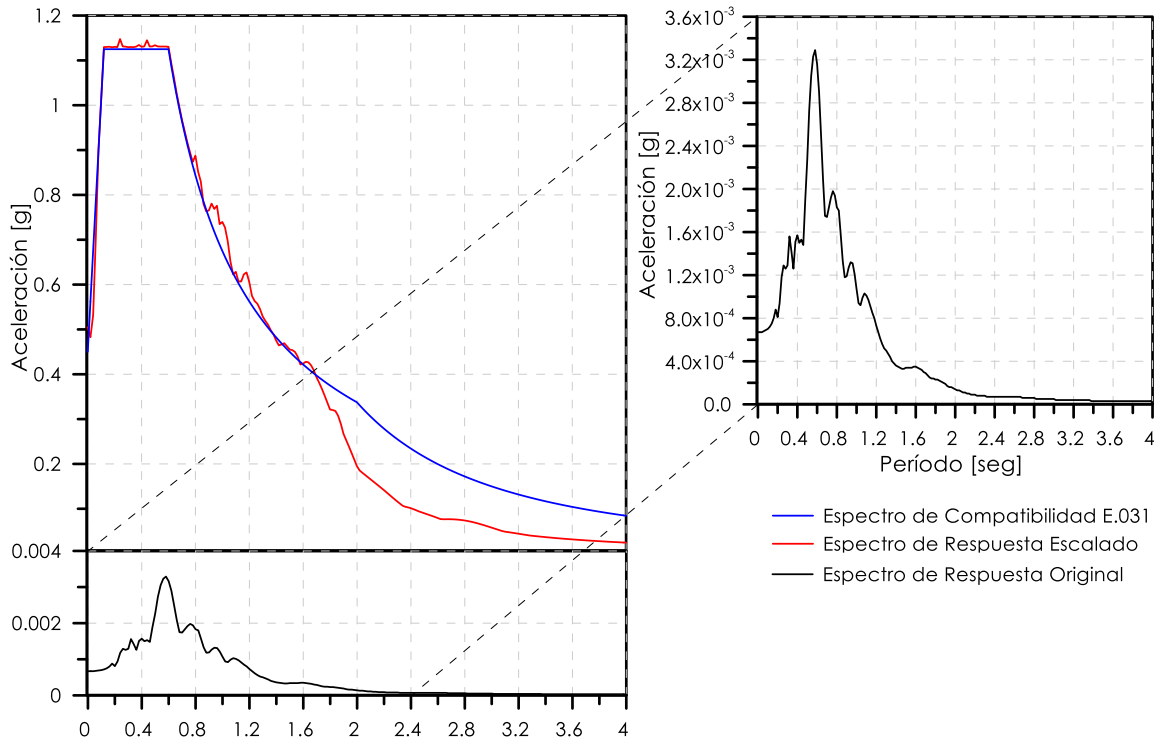 1.2
1
0.8
0.6
0.4
0.2
0.004
0.002
0
Aceleración [g]
0 0.4 0.8 1.2 1.6 2 2.4 2.8 3.2 3.6 4
3.6x10-3
3.2x10-3
2.8x10-3
2.4x10-3
2.0x10-3
1.6x10-3
1.2x10-3
8.0x10-4
4.0x10-4
0.0
Aceleración [g]
0 0.4 0.8 1.2 1.6 2 2.4 2.8 3.2 3.6 4
Período [seg]
Espectro de Compatibilidad E.031
Espectro de Respuesta Escalado
Espectro de Respuesta Original